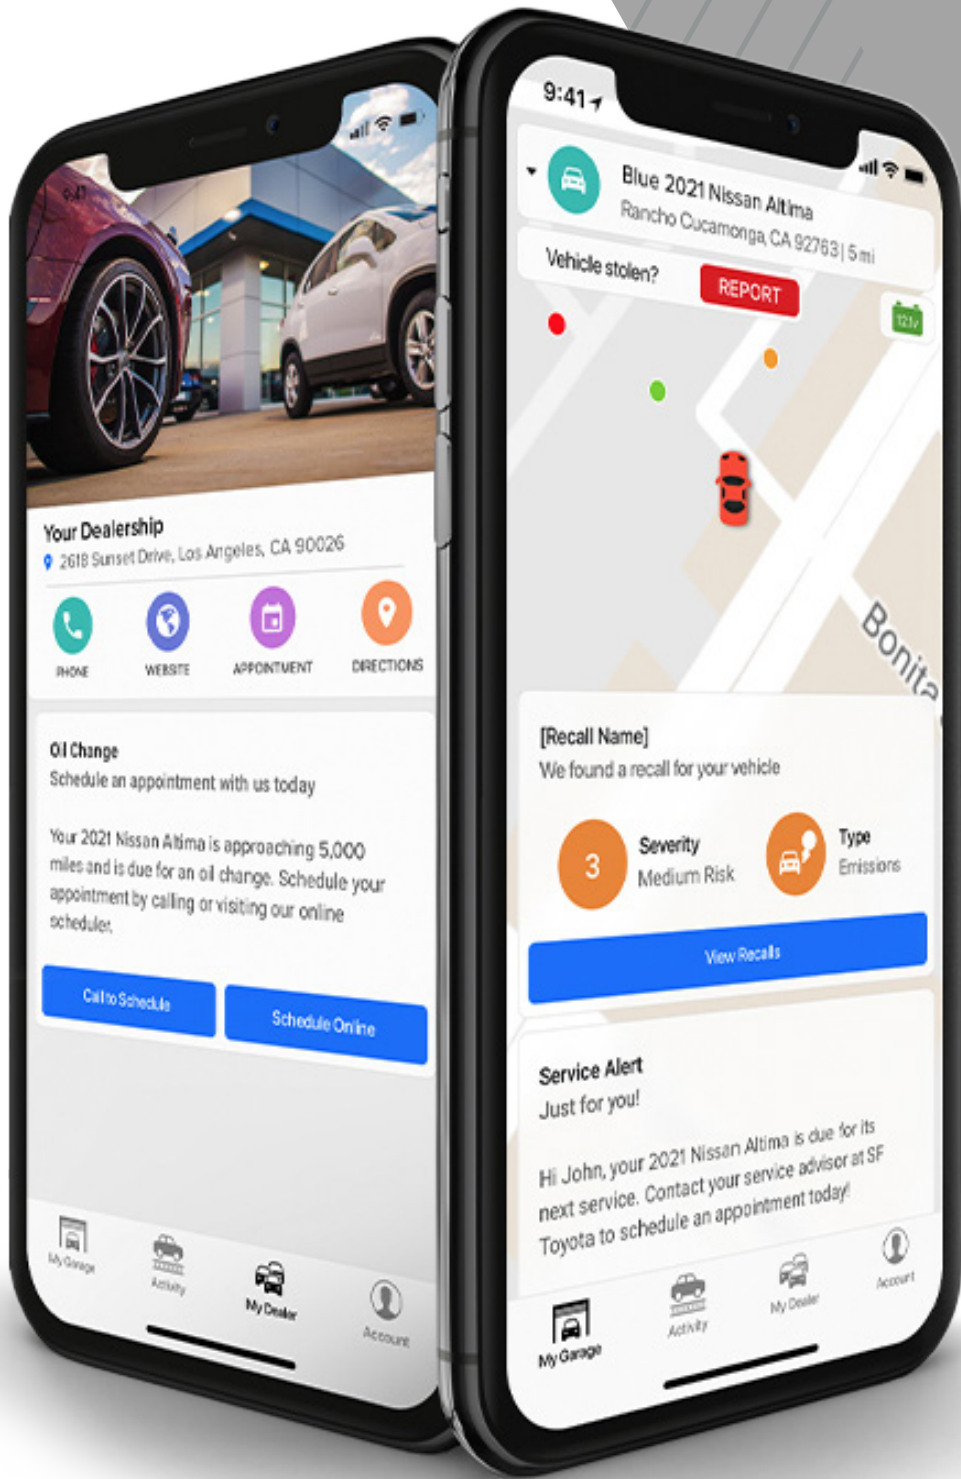 9:41
Your Dealership
2618 Sunset Drive, Los Angeles, CA 90026
PHONE
WEBSITE
APPOINTMENT
DIRECTIONS
Oil Change
Schedule an appointment with us today
Your 2021 Nissan Altima is approaching 5,000
miles and is due for an oil change. Schedule your
appointment by calling or visiting our online
scheduler.
Call to Schedule
Schedule Online
My Garage
Activity
My Dealer
Account
9:41
Blue 2021 Nissan Altima
Rancho Cucamonga, CA 92763 | 5 mi
Vehicle stolen?
REPORT
12.1v
Bonita
[Recall Name]
We found a recall for your vehicle
3
Severity
Medium Risk
Type
Emissions
View Recalls
Service Alert
Just for you!
Hi John, your 2021 Nissan Altima is due for its
next service. Contact your service advisor at SF
Toyota to schedule an appointment today!
My Garage
Activity
My Dealer
Account